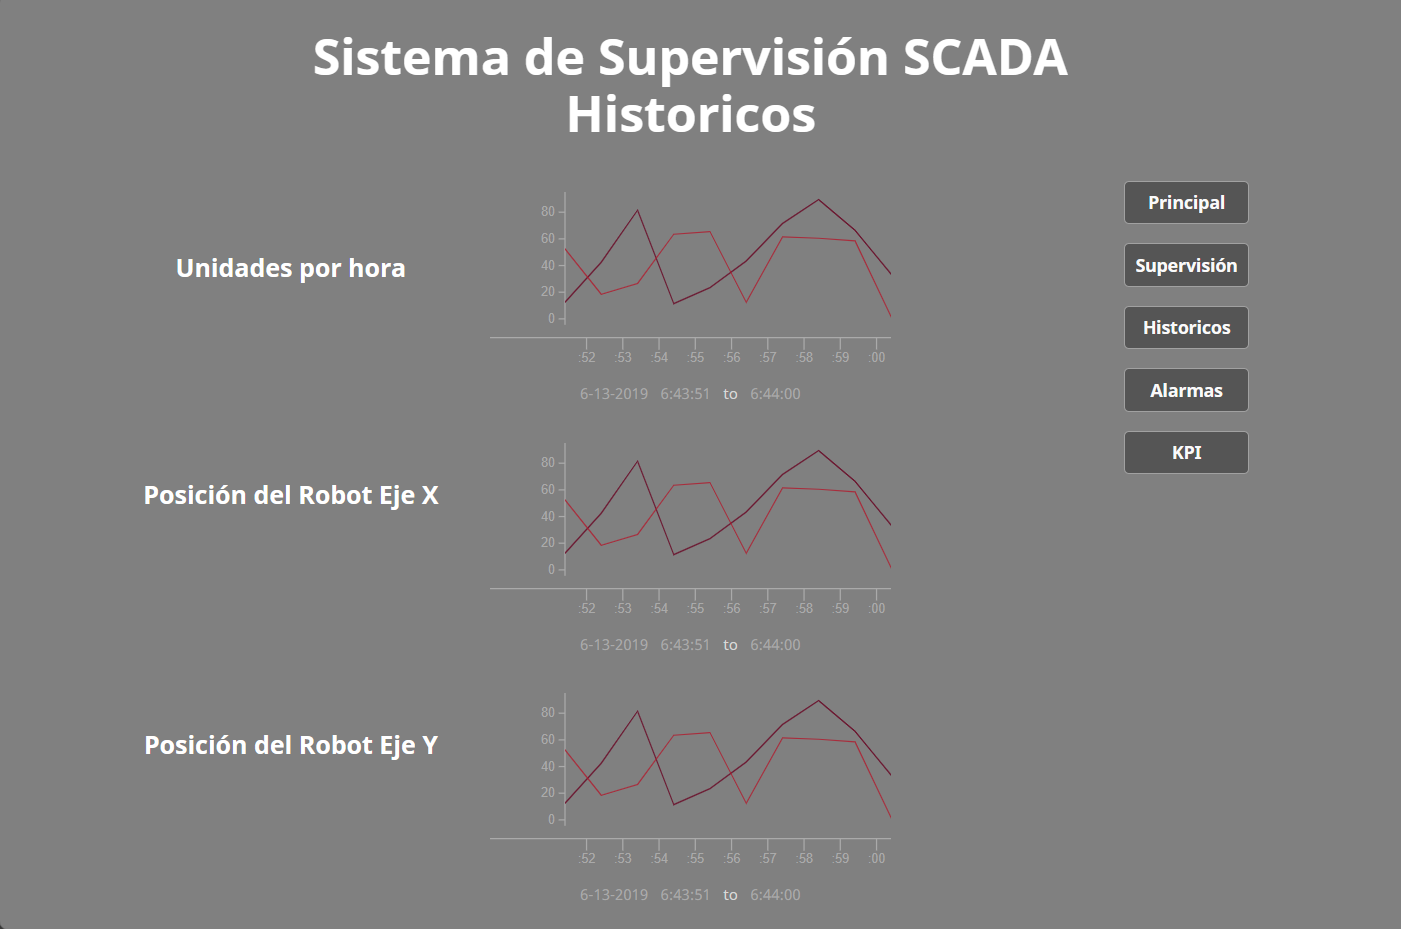 Sistema de Supervisión SCADA
Historicos
Unidades por hora
80
60
40
20
0
:52 :53 :54 :55 :56 :57 :58 :59 :00
6-13-2019 6:43:51 to 6:44:00
Posición del Robot Eje X
80
60
40
20
0
:52 :53 :54 :55 :56 :57 :58 :59 :00
6-13-2019 6:43:51 to 6:44:00
Posición del Robot Eje Y
80
60
40
20
0
:52 :53 :54 :55 :56 :57 :58 :59 :00
6-13-2019 6:43:51 to 6:44:00
Principal
Supervisión
Historicos
Alarmas
KPI